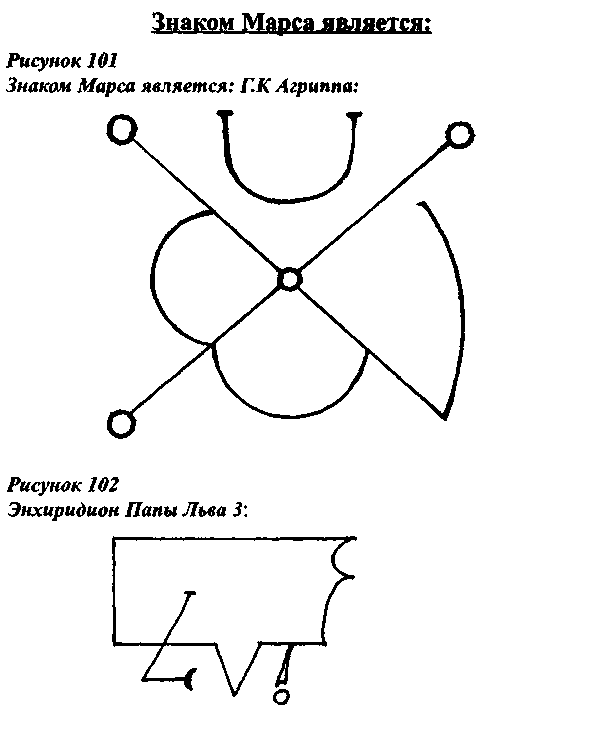 Знаком Марса является:
Рисунок 101
Знаком Марса является: Г.К Агриппа:
Рисунок 102
Энхиридион Папы Льва 3: